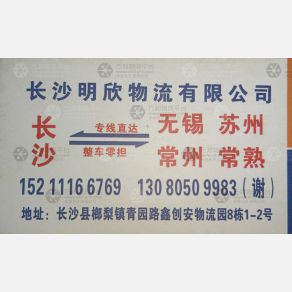 长沙明欣物流有限公司
长沙 专线直达 整车零担 无锡 苏州
常州 常熟
152 1116 6769 130 8050 9983(谢)
地址:长沙县榔梨镇青园路鑫创安物流园8栋1-2号